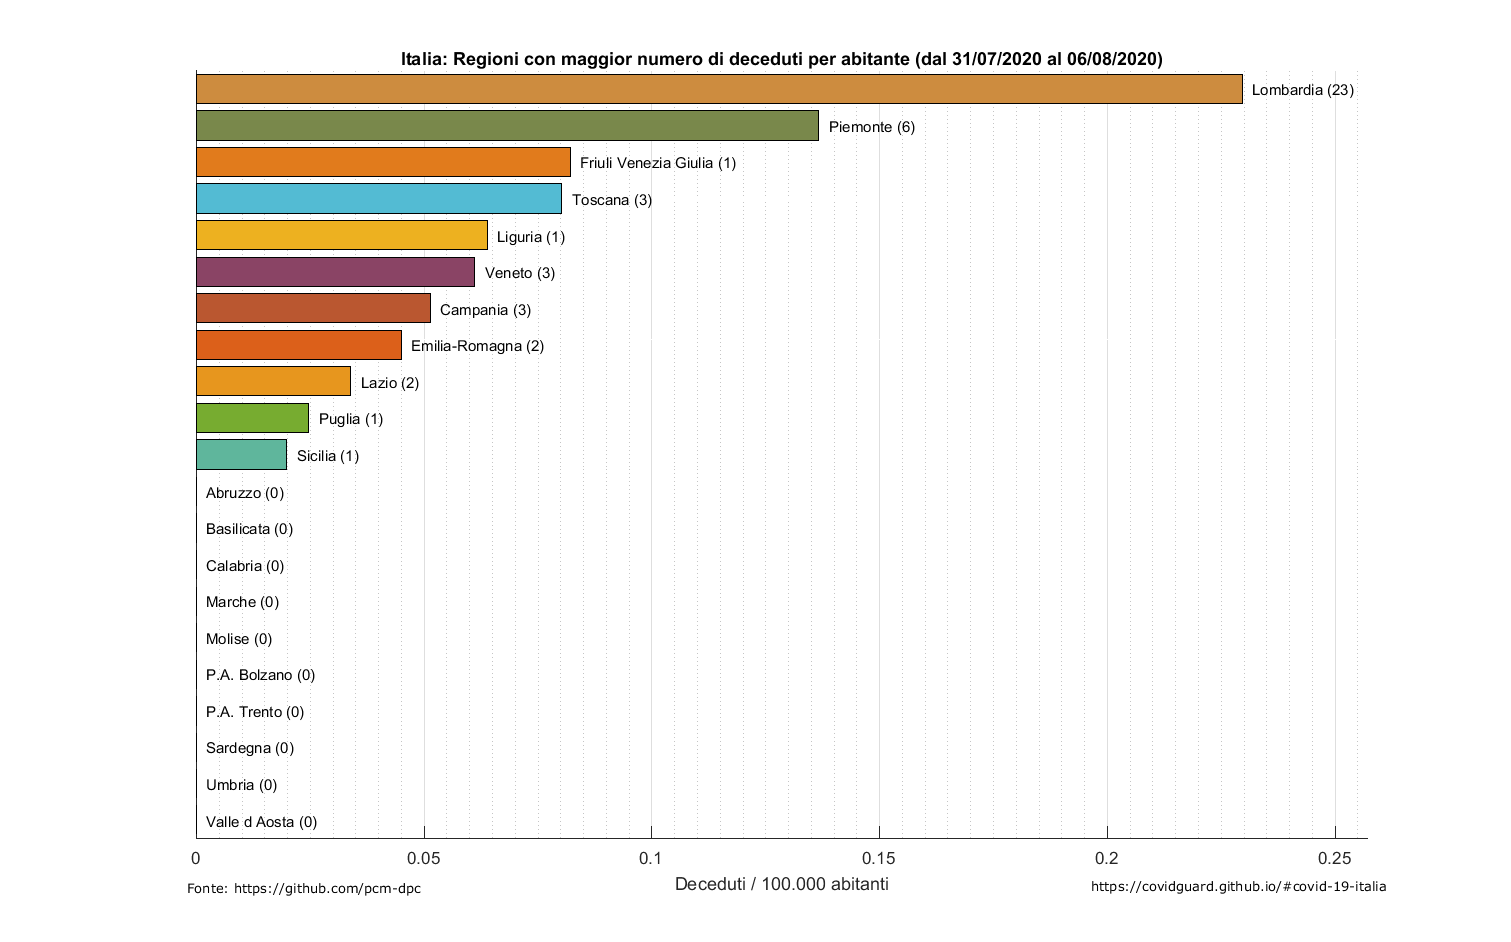 Italia: Regioni con maggior numero di deceduti per abitante (dal 31/07/2020 al 06/08/2020)
Lombardia (23)
Piemonte (6)
Friuli Venezia Giulia (1)
Toscana (3)
Liguria (1)
Veneto (3)
Campania (3)
Emilia-Romagna (2)
Lazio (2)
Puglia (1)
Sicilia (1)
Abruzzo (0)
Basilicata (0)
Calabria (0)
Marche (0)
Molise (0)
P.A. Bolzano (0)
P.A. Trento (0)
Sardegna (0)
Umbria (0)
Valle d Aosta (0)
0 0.05 0.1 0.15 0.2 0.25
Deceduti / 100.000 abitanti
Fonte: https://github.com/pcm-dpc
https://covidguard.github.io/#covid-19-italia